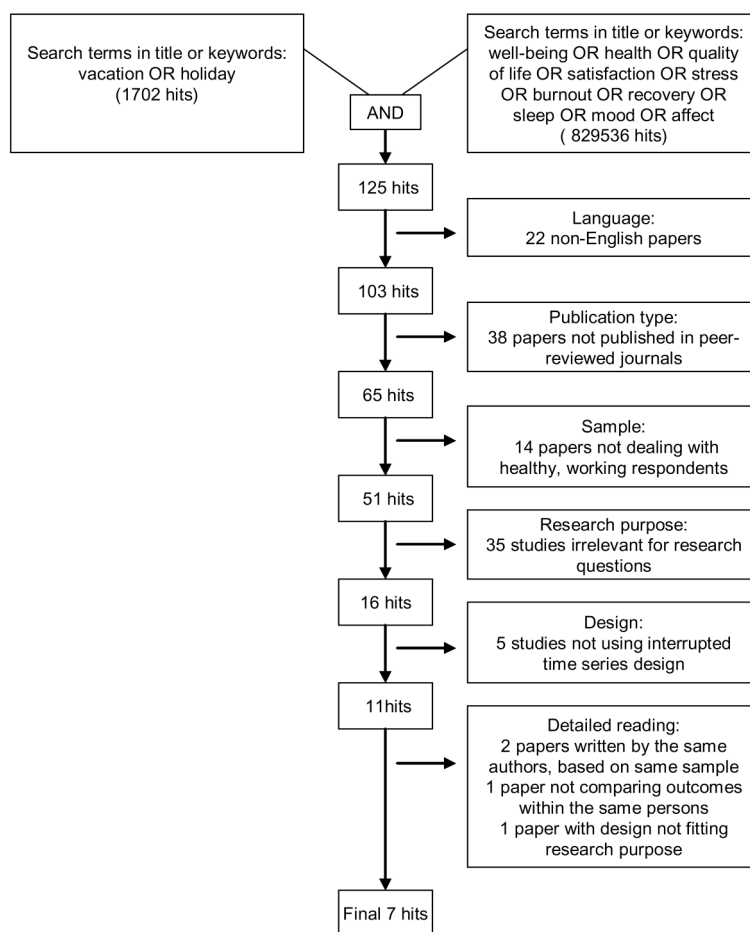 Search terms in title or keywords:
vacation OR holiday
(1702 hits)
Search terms in title or keywords:
well-being OR health OR quality
of life OR satisfaction OR stress
OR burnout OR recovery OR
sleep OR mood OR affect
( 829536 hits)
AND
125 hits
Language:
22 non-English papers
103 hits
Publication type:
38 papers not published in peer-
reviewed journals
65 hits
Sample:
14 papers not dealing with
healthy, working respondents
51 hits
Research purpose:
35 studies irrelevant for research
questions
16 hits
Design:
5 studies not using interrupted
time series design
11hits
Detailed reading:
2 papers written by the same
authors, based on same sample
1 paper not comparing outcomes
within the same persons
1 paper with design not fitting
research purpose
Final 7 hits